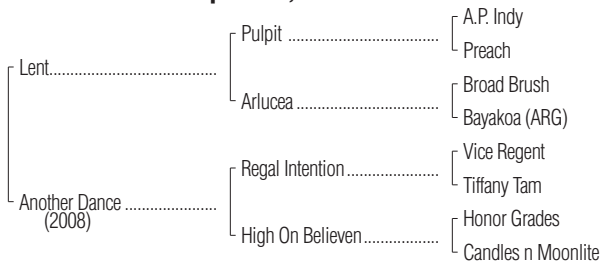 A.P. Indy
Pulpit
Preach
Lent
Broad Brush
Arlucea
Bayakoa (ARG)
Vice Regent
Regal Intention
Tiffany Tam
Another Dance
(2008)
Honor Grades
High On Believen
Candles n Moonlite